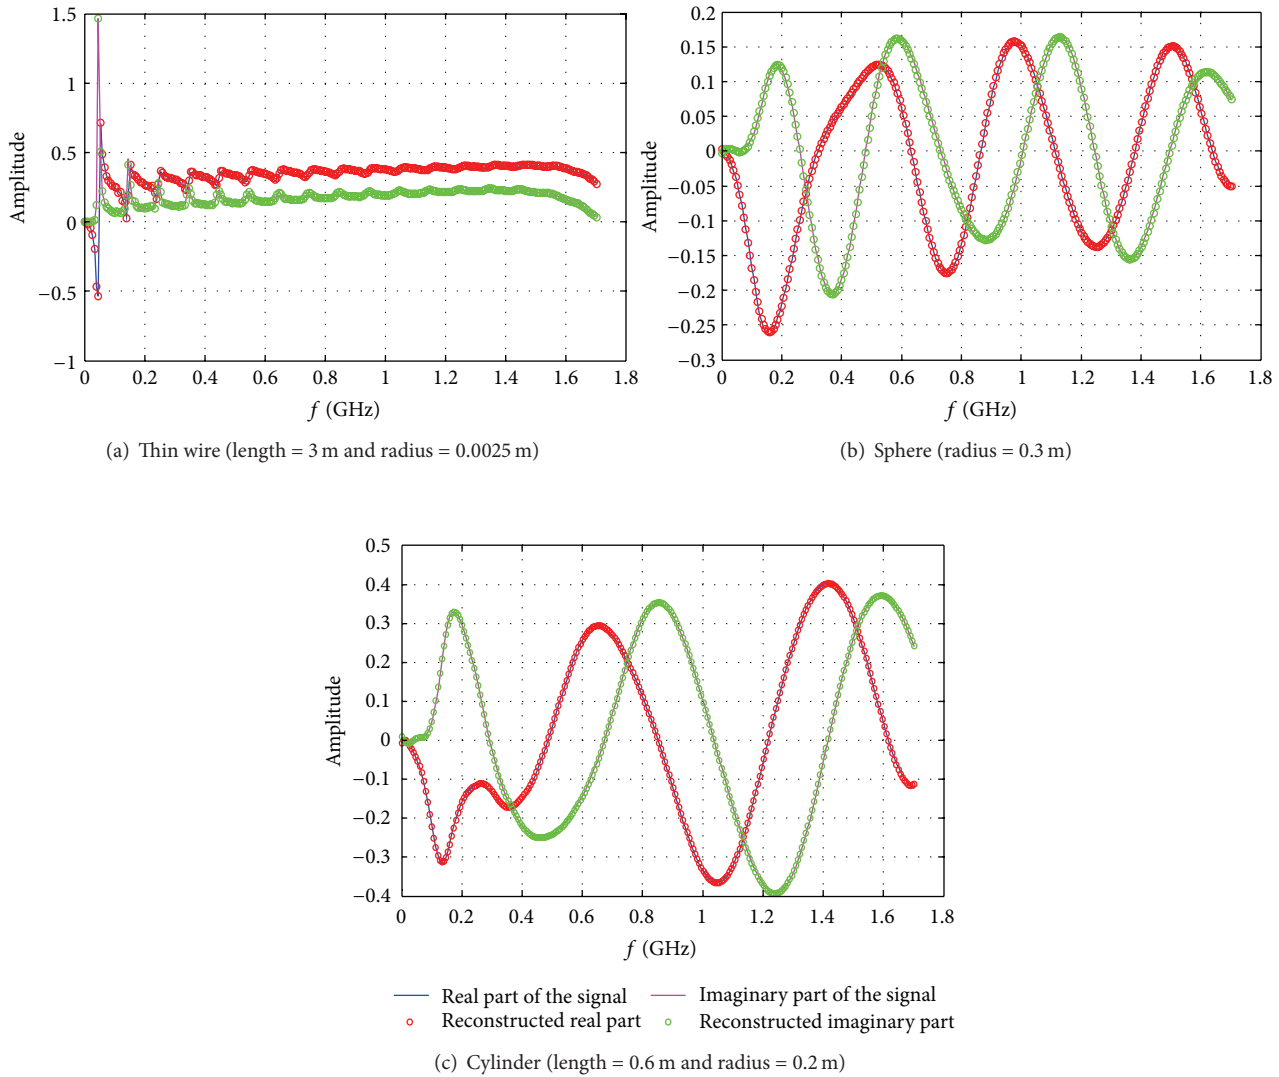 1.5
1
0.5
0
−0.5
−1
Amplitude
0 0.2 0.4 0.6 0.8 1 1.2 1.4 1.6 1.8
f (GHz)
(a) Thin wire (length = 3 m and radius = 0.0025 m)
0.2
0.15
0.1
0.05
0
−0.05
−0.1
−0.15
−0.2
−0.25
−0.3
Amplitude
0 0.2 0.4 0.6 0.8 1 1.2 1.4 1.6 1.8
f (GHz)
(b) Sphere (radius = 0.3 m)
0.5
0.4
0.3
0.2
0.1
0
−0.1
−0.2
−0.3
−0.4
Amplitude
0 0.2 0.4 0.6 0.8 1 1.2 1.4 1.6 1.8
f (GHz)
Real part of the signal
Reconstructed real part
Imaginary part of the signal
Reconstructed imaginary part
(c) Cylinder (length = 0.6 m and radius = 0.2 m)